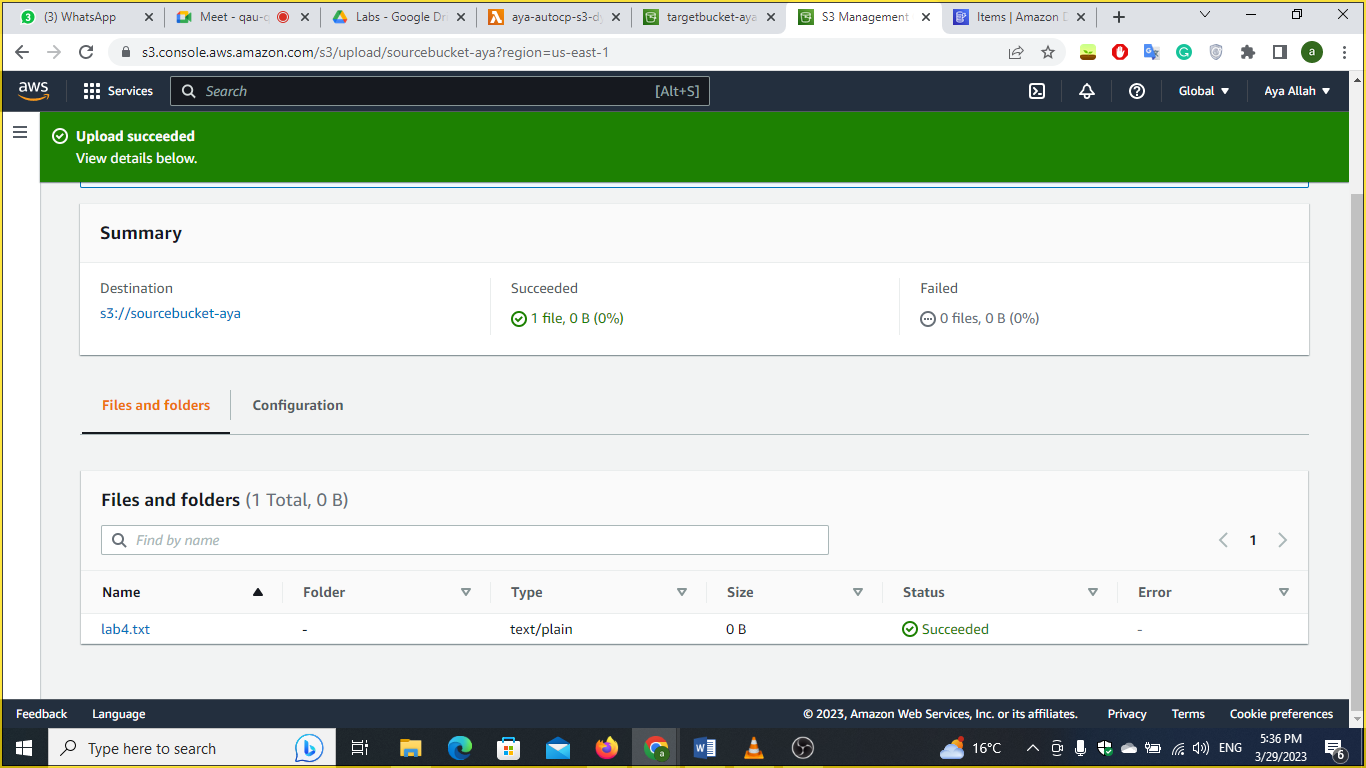 (3) WhatsApp
Meet - qau-q
Labs - Google Dri
aya-autocp-s3-dy
targetbucket-aya
S3 Management
Items | Amazon D
s3.console.aws.amazon.com/s3/upload/sourcebucket-aya?region=us-east-1
a
aws
Services
Search
[Alt+S]
Global
Aya Allah
Upload succeeded
View details below.
Summary
Destination
Succeeded
Failed
s3://sourcebucket-aya
1 file, 0 B (0%)
0 files, 0 B (0%)
Files and folders
Configuration
Files and folders (1 Total, 0 B)
Find by name
1
Name
Folder
Type
Size
Status
Error
lab4.txt
-
text/plain
0 B
Succeeded
-
Feedback
Language
© 2023, Amazon Web Services, Inc. or its affiliates.
Privacy
Terms
Cookie preferences
Type here to search
16°C
ENG
5:36 PM
3/29/2023
6